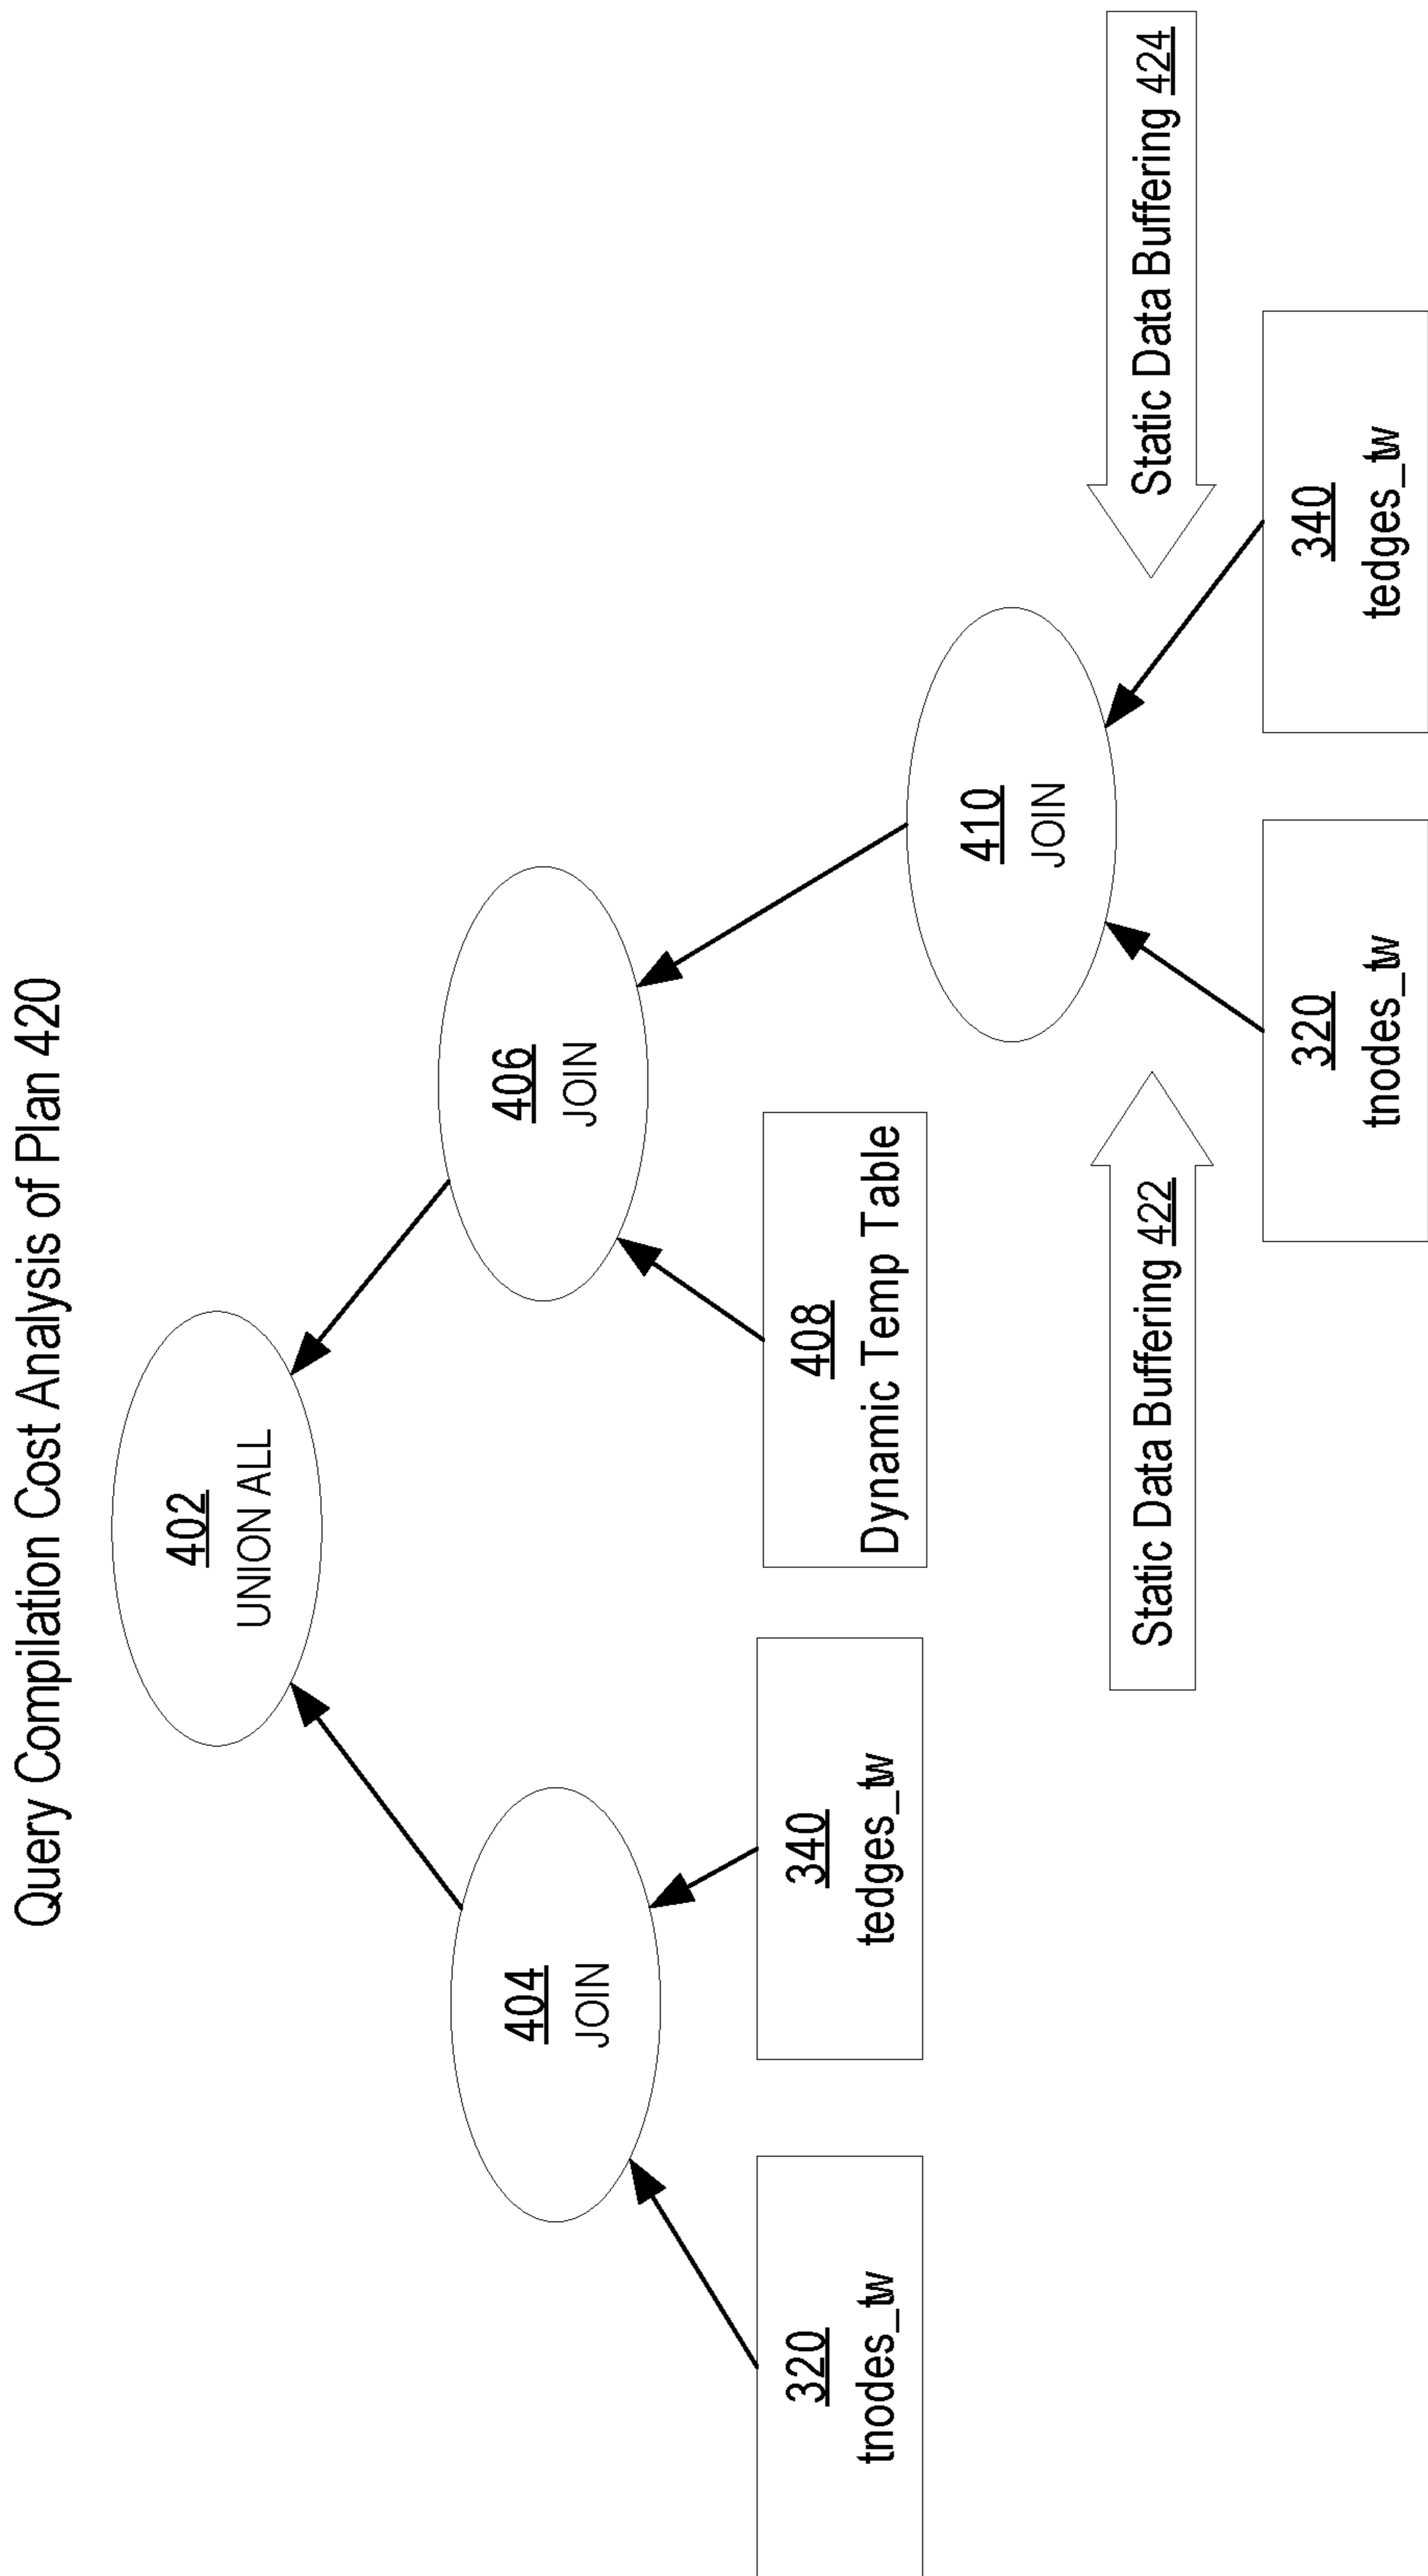 Query Compilation Cost Analysis of Plan 420
402
UNION ALL
404
JOIN
406
JOIN
320
tnodes_tw
340
tedges_tw
408
Dynamic Temp Table
410
JOIN
Static Data Buffering 422
Static Data Buffering 424
320
tnodes_tw
340
tedges_tw